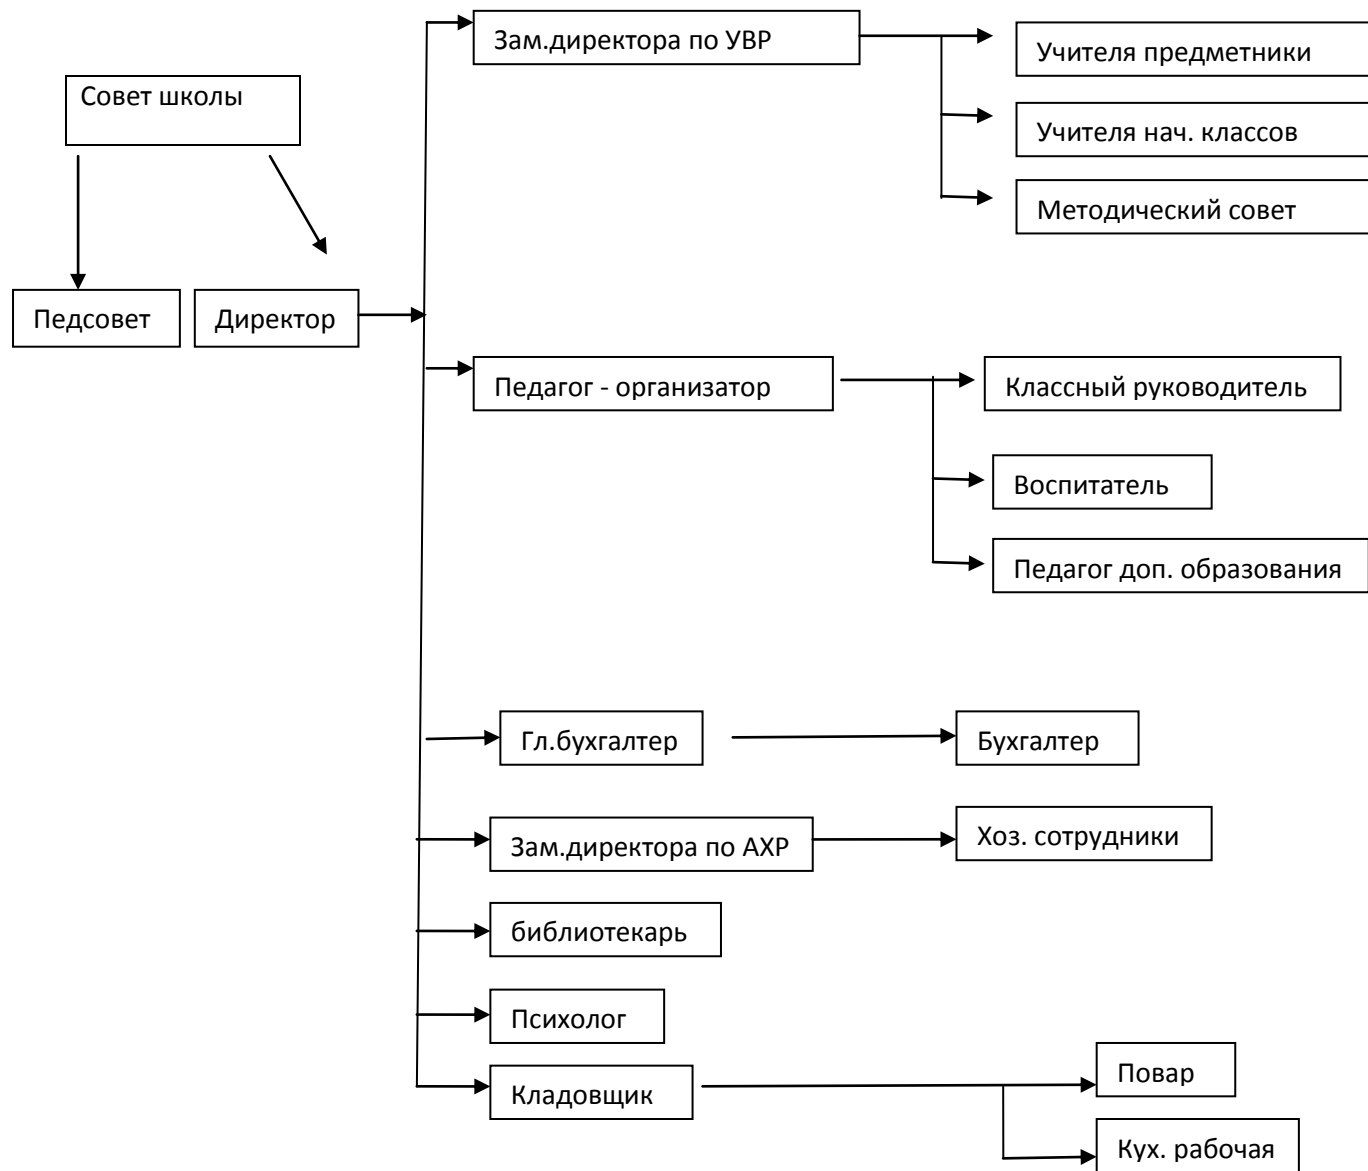 Зам.директора по УВР
Учителя предметники
Совет школы
Учителя нач. классов
Методический совет
Педсовет
Директор
Педагог - организатор
Классный руководитель
Воспитатель
Педагог доп. образования
Гл.бухгалтер
Бухгалтер
Зам.директора по АХР
Хоз. сотрудники
библиотекарь
Психолог
Кладовщик
Повар
Кух. рабочая